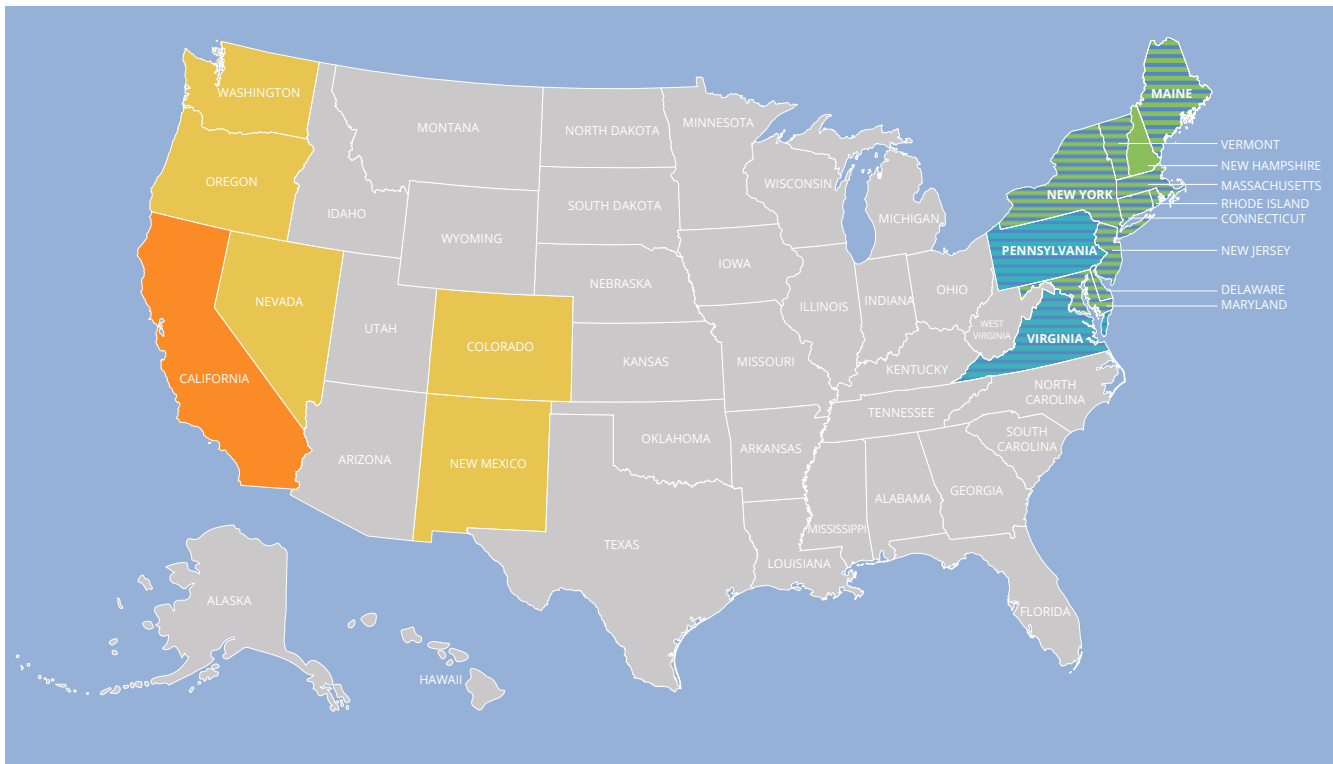 MAINE
WASHINGTON
MONTANA
NORTH DAKOTA
MINNESOTA
VERMONT
NEW HAMPSHIRE
OREGON
IDAHO
SOUTH DAKOTA
WISCONSIN
MICHIGAN
NEW YORK
MASSACHUSETTS
RHODE ISLAND
CONNECTICUT
WYOMING
IOWA
PENNSYLVANIA
NEW JERSEY
NEVADA
NEBRASKA
ILLINOIS
INDIANA
OHIO
DELAWARE
MARYLAND
UTAH
COLORADO
WEST
VIRGINIA
VIRGINIA
CALIFORNIA
KANSAS
MISSOURI
KENTUCKY
NORTH
CAROLINA
TENNESSEE
ARIZONA
NEW MEXICO
OKLAHOMA
ARKANSAS
SOUTH
CAROLINA
TEXAS
MISSISSIPPI
ALABAMA
GEORGIA
LOUISIANA
ALASKA
FLORIDA
HAWAII